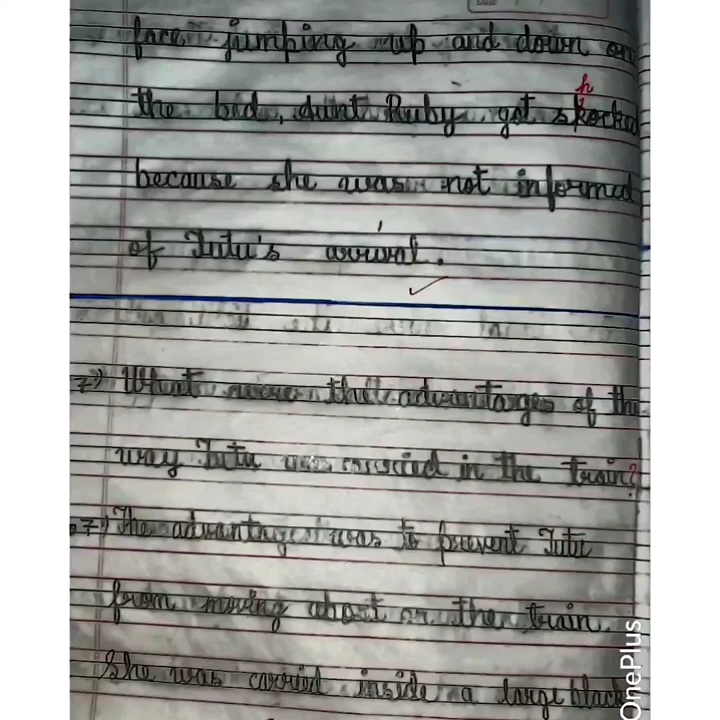 face jumping up and down on
the bed, Aunt Ruby got shocked
because she was not informed
of Tutu's arrival.
7) What were the advantages of the
way Tutu was carried in the train?
7) The advantage was to prevent Tutu
from moving about on the train.
She was carried inside a large black
OnePlus